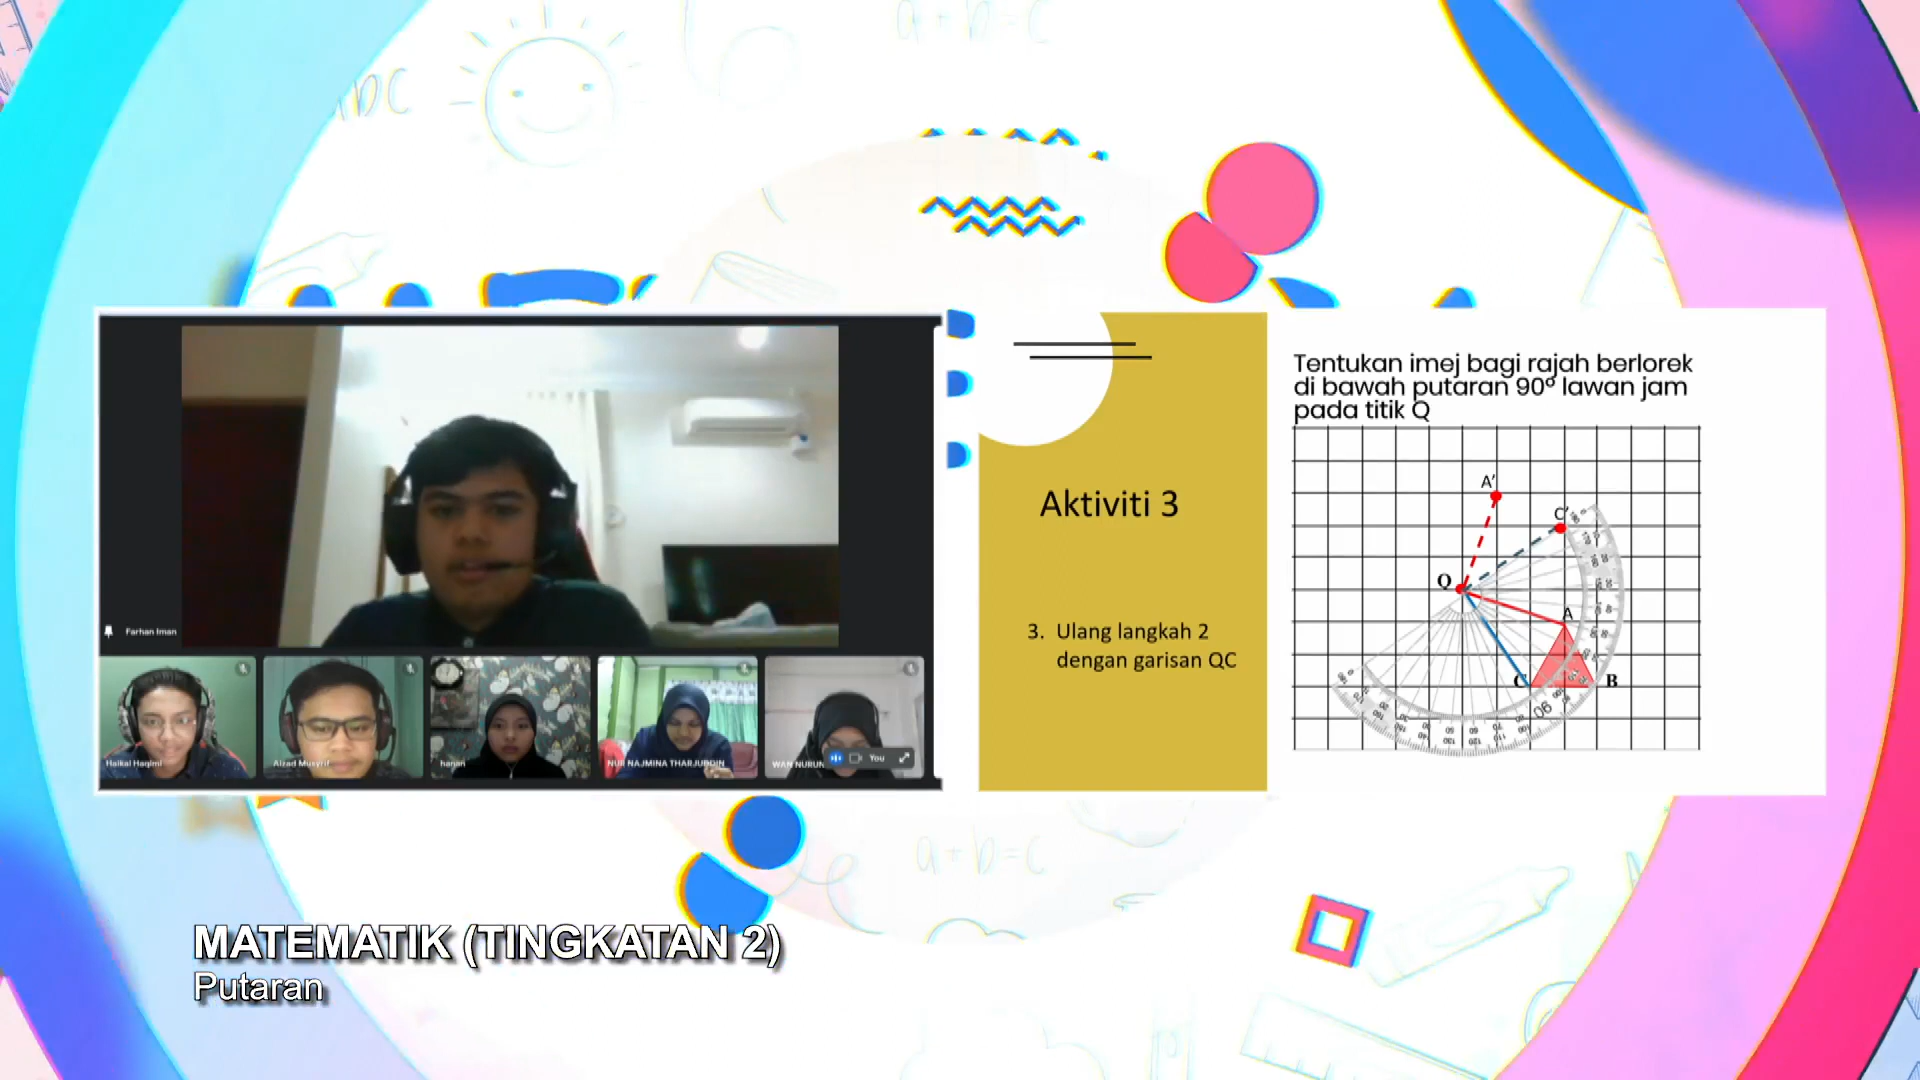 Farhan Iman
Haikal Haqimi
Aizad Musyrif
hanan
NUR NAJMINA THARJUDDIN
WAN NURUN
You
Aktiviti 3
3. Ulang langkah 2
dengan garisan QC
Tentukan imej bagi rajah berlorek
di bawah putaran 90° lawan jam
pada titik Q
A'
C'
Q
A
C
B
90
MATEMATIK (TINGKATAN 2)
Putaran
abc
a+b=c
a+b=c